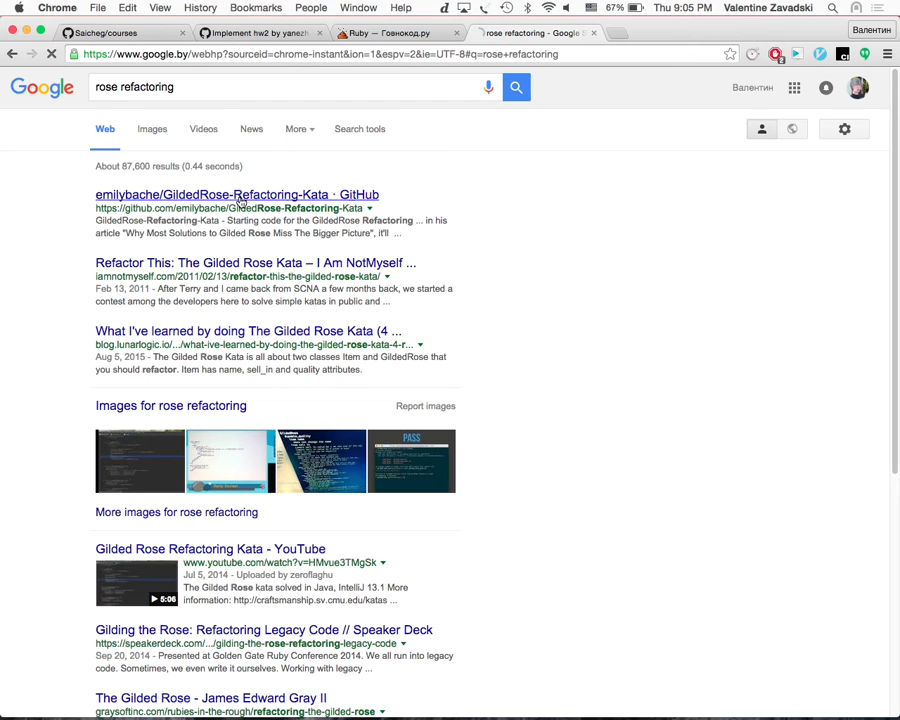 Chrome File Edit View History Bookmarks People Window Help 67% Thu 9:05 PM Valentine Zavadski
Saicheg/courses Implement hw2 by yanezh Ruby — Говнокод.ру rose refactoring - Google S Валентин
https://www.google.by/webhp?sourceid=chrome-instant&ion=1&espv=2&ie=UTF-8#q=rose+refactoring
Google rose refactoring Валентин
Web Images Videos News More Search tools
About 87,600 results (0.44 seconds)
emilybache/GildedRose-Refactoring-Kata · GitHub
https://github.com/emilybache/GildedRose-Refactoring-Kata
GildedRose-Refactoring-Kata - Starting code for the GildedRose Refactoring ... in his
article "Why Most Solutions to Gilded Rose Miss The Bigger Picture", it'll ...
Refactor This: The Gilded Rose Kata – I Am NotMyself ...
iamnotmyself.com/2011/02/13/refactor-this-the-gilded-rose-kata/
Feb 13, 2011 - After Terry and I came back from SCNA a few months back, we started a
contest among the developers here to solve simple katas in public and ...
What I've learned by doing The Gilded Rose Kata (4 ...
blog.lunarlogic.io/.../what-ive-learned-by-doing-the-gilded-rose-kata-4-r...
Aug 5, 2015 - The Gilded Rose Kata is all about two classes Item and GildedRose that
you should refactor. Item has name, sell_in and quality attributes.
Images for rose refactoring Report images
PASS
More images for rose refactoring
Gilded Rose Refactoring Kata - YouTube
www.youtube.com/watch?v=HMvue3TMgSk
Jul 5, 2014 - Uploaded by zeroflaghu
The Gilded Rose kata solved in Java, IntelliJ 13.1 More
information: http://craftsmanship.sv.cmu.edu/katas ...
5:06
Gilding the Rose: Refactoring Legacy Code // Speaker Deck
https://speakerdeck.com/.../gilding-the-rose-refactoring-legacy-code
Sep 20, 2014 - Presented at Golden Gate Ruby Conference 2014. We all run into legacy
code. Sometimes, we even write it ourselves. Working with legacy ...
The Gilded Rose - James Edward Gray II
graysoftinc.com/rubies-in-the-rough/refactoring-the-gilded-rose